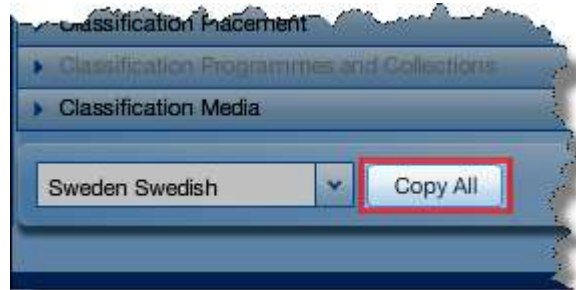 Classification Placement
Classification Programmes and Collections
Classification Media
Sweden Swedish
Copy All